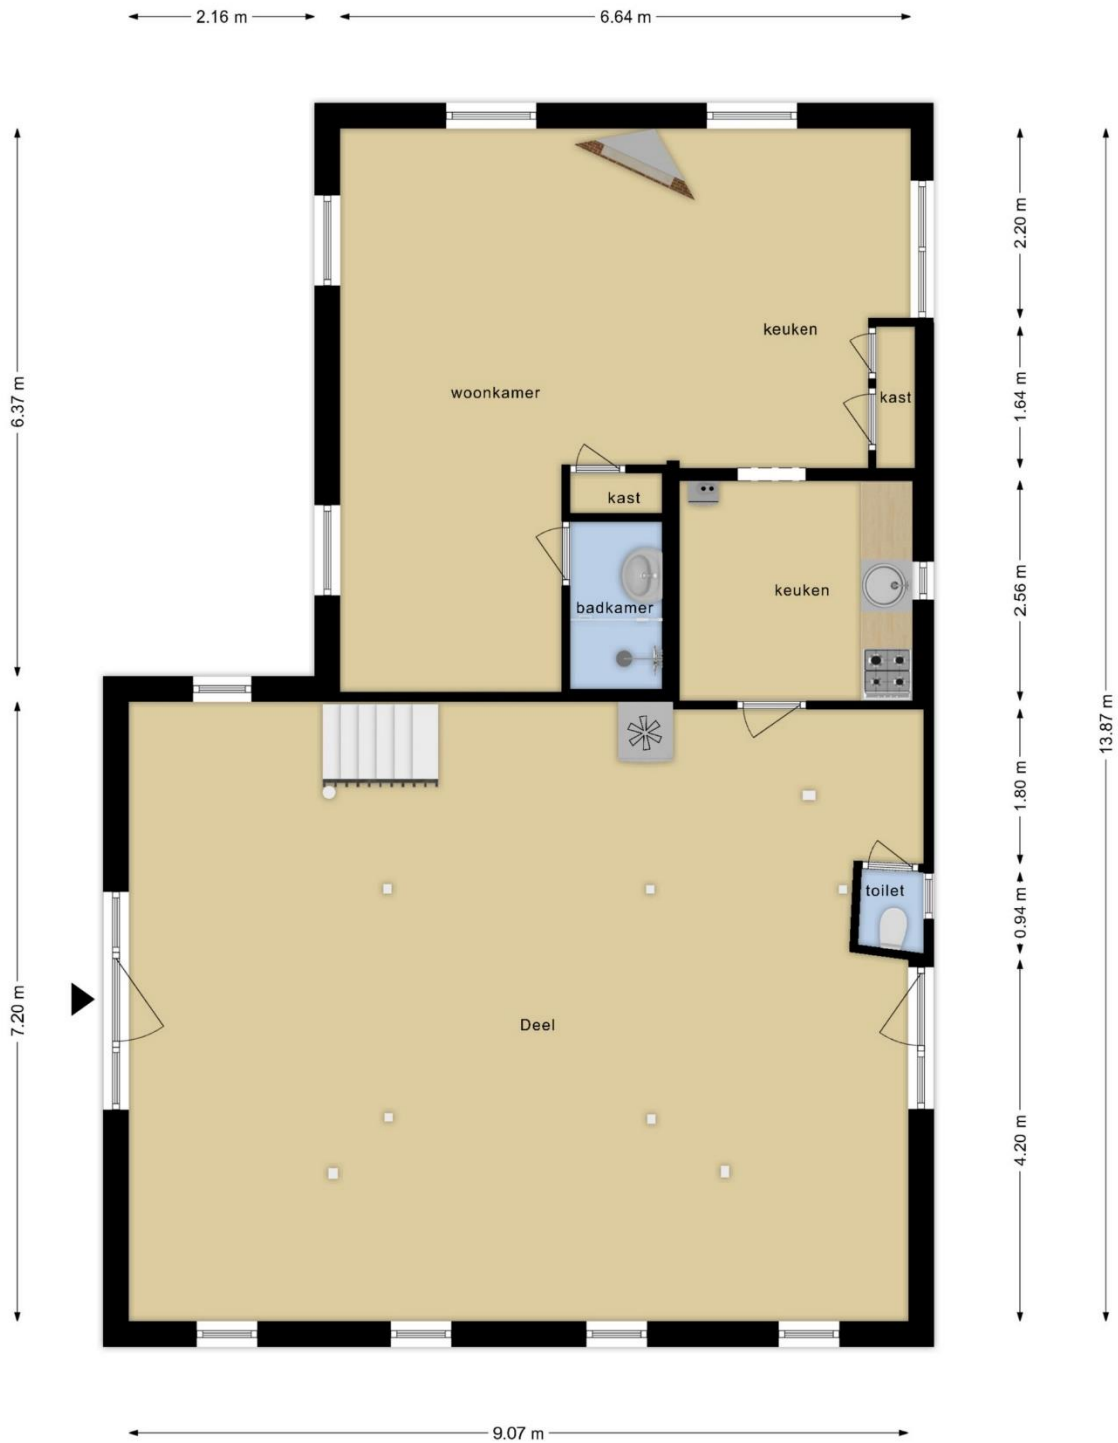 2.16 m
6.64 m
6.37 m
7.20 m
2.20 m
1.64 m
2.56 m
1.80 m
0.94 m
4.20 m
13.87 m
keuken
woonkamer
kast
kast
keuken
badkamer
toilet
Deel
9.07 m